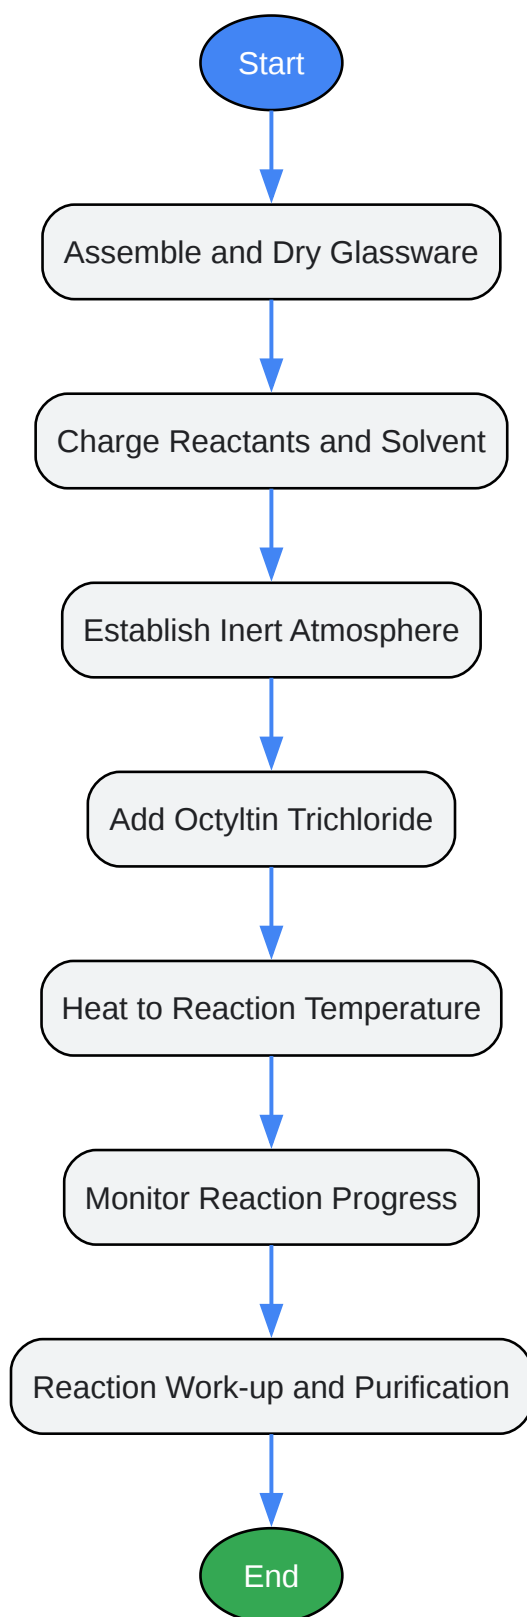 Start
Assemble and Dry Glassware
Charge Reactants and Solvent
Establish Inert Atmosphere
Add Octyltin Trichloride
Heat to Reaction Temperature
Monitor Reaction Progress
Reaction Work-up and Purification
End